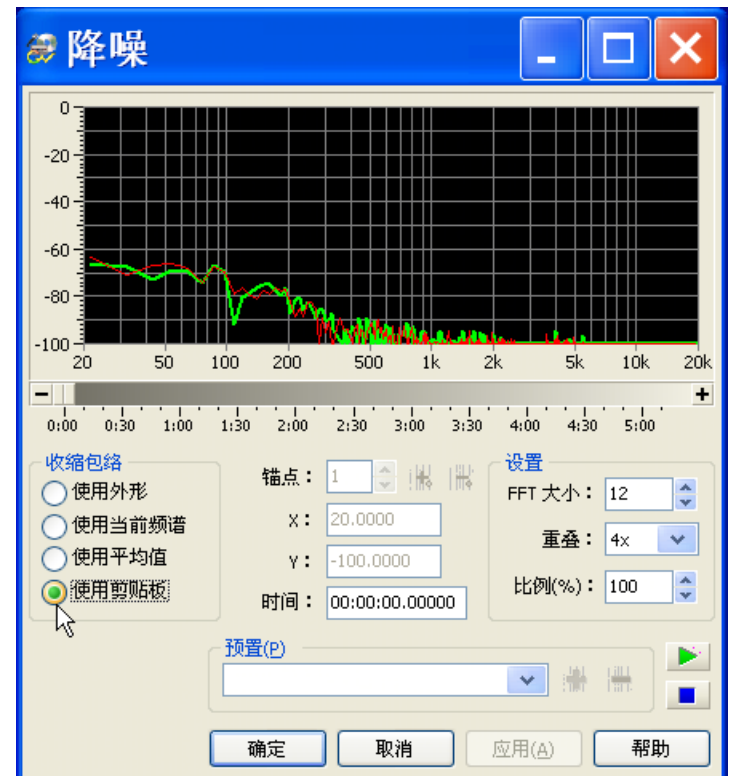 降噪
0
-20
-40
-60
-80
-100
20 50 100 200 500 1k 2k 5k 10k 20k
0:00 0:30 1:00 1:30 2:00 2:30 3:00 3:30 4:00 4:30 5:00
收缩包络
使用外形
使用当前频谱
使用平均值
使用剪贴板
锚点： 1
X： 20.0000
Y： -100.0000
时间： 00:00:00.00000
设置
FFT 大小： 12
重叠： 4x
比例(%)： 100
预置(P)
确定 取消 应用(A) 帮助